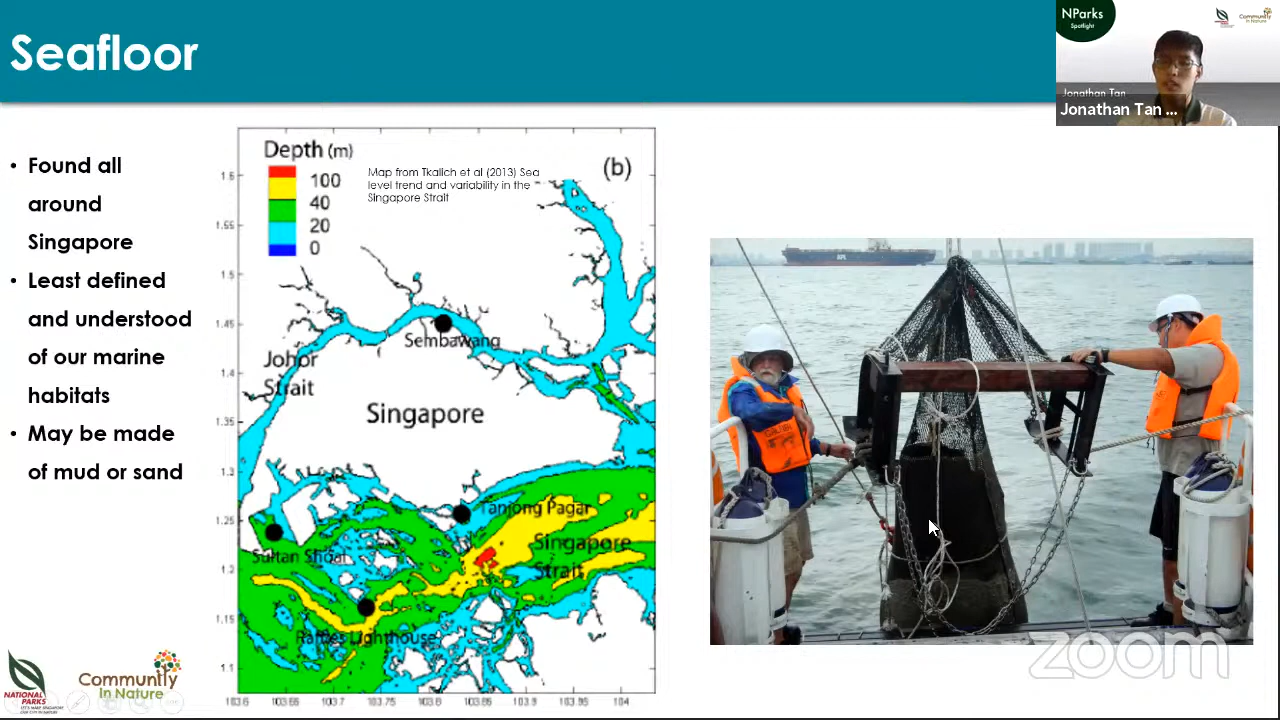 Seafloor
NParks
Spotlight
Community
In Nature
Jonathan Tan
Jonathan Tan ...
• Found all
around
Singapore
• Least defined
and understood
of our marine
habitats
• May be made
of mud or sand
Depth (m)
100
40
20
0
Map from Tkalich et al (2013) Sea
level trend and variability in the
Singapore Strait
(b)
1.6
1.55
1.5
1.45
1.4
1.35
1.3
1.25
1.2
1.15
1.1
Sembawang
Johor
Strait
Singapore
Tanjong Pagar
Singapore
Strait
Sultan Shoal
Raffles Lighthouse
103.6
103.65
103.7
103.75
103.8
103.85
103.9
103.95
104
APL
zoom
NATIONAL
PARKS
LET'S MAKE SINGAPORE
OUR CITY IN NATURE
Community
In Nature